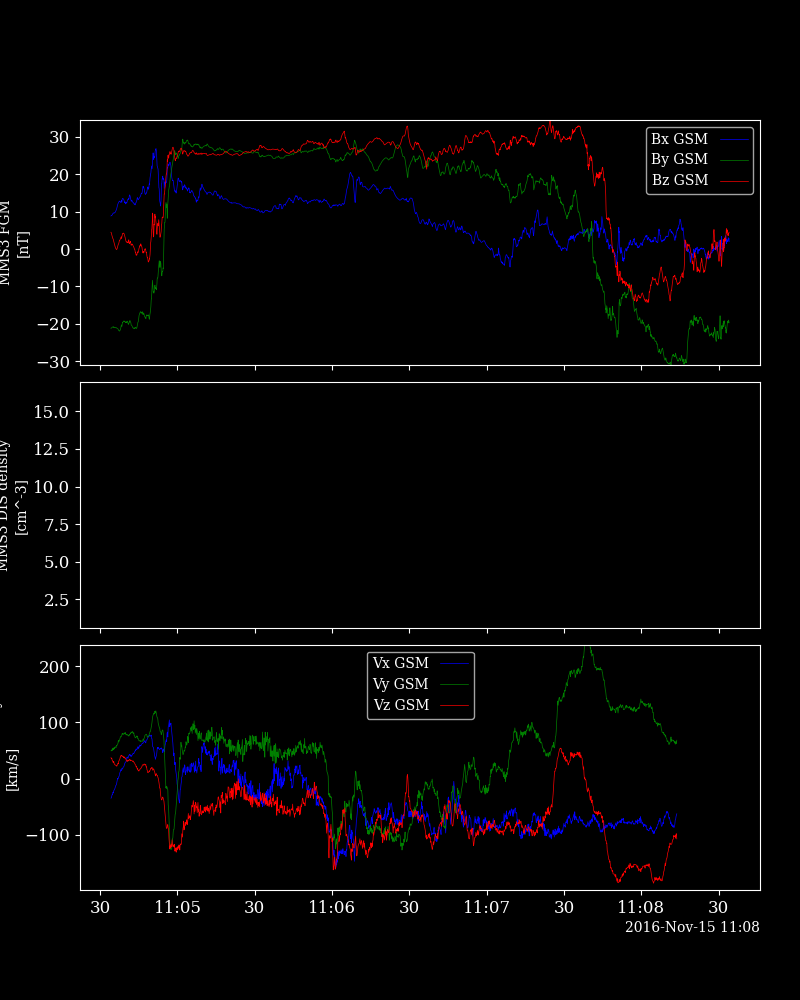 30
20
10
0
−10
−20
−30
MMS3 FGM
[nT]
Bx GSM
By GSM
Bz GSM
15.0
12.5
10.0
7.5
5.0
2.5
MMS3 DIS density
[cm^-3]
200
100
0
−100
[km/s]
Vx GSM
Vy GSM
Vz GSM
30 11:05 30 11:06 30 11:07 30 11:08 30
2016-Nov-15 11:08